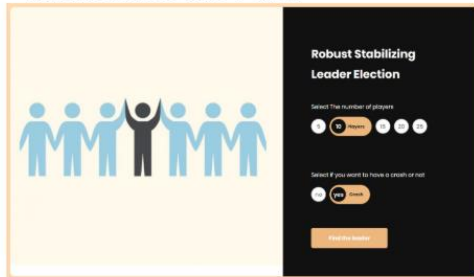 Robust Stabilizing
Leader Election
Select The number of players
5 10 Players 15 20 25
Select if you want to have a crash or not
no yes Crash
Find the leader